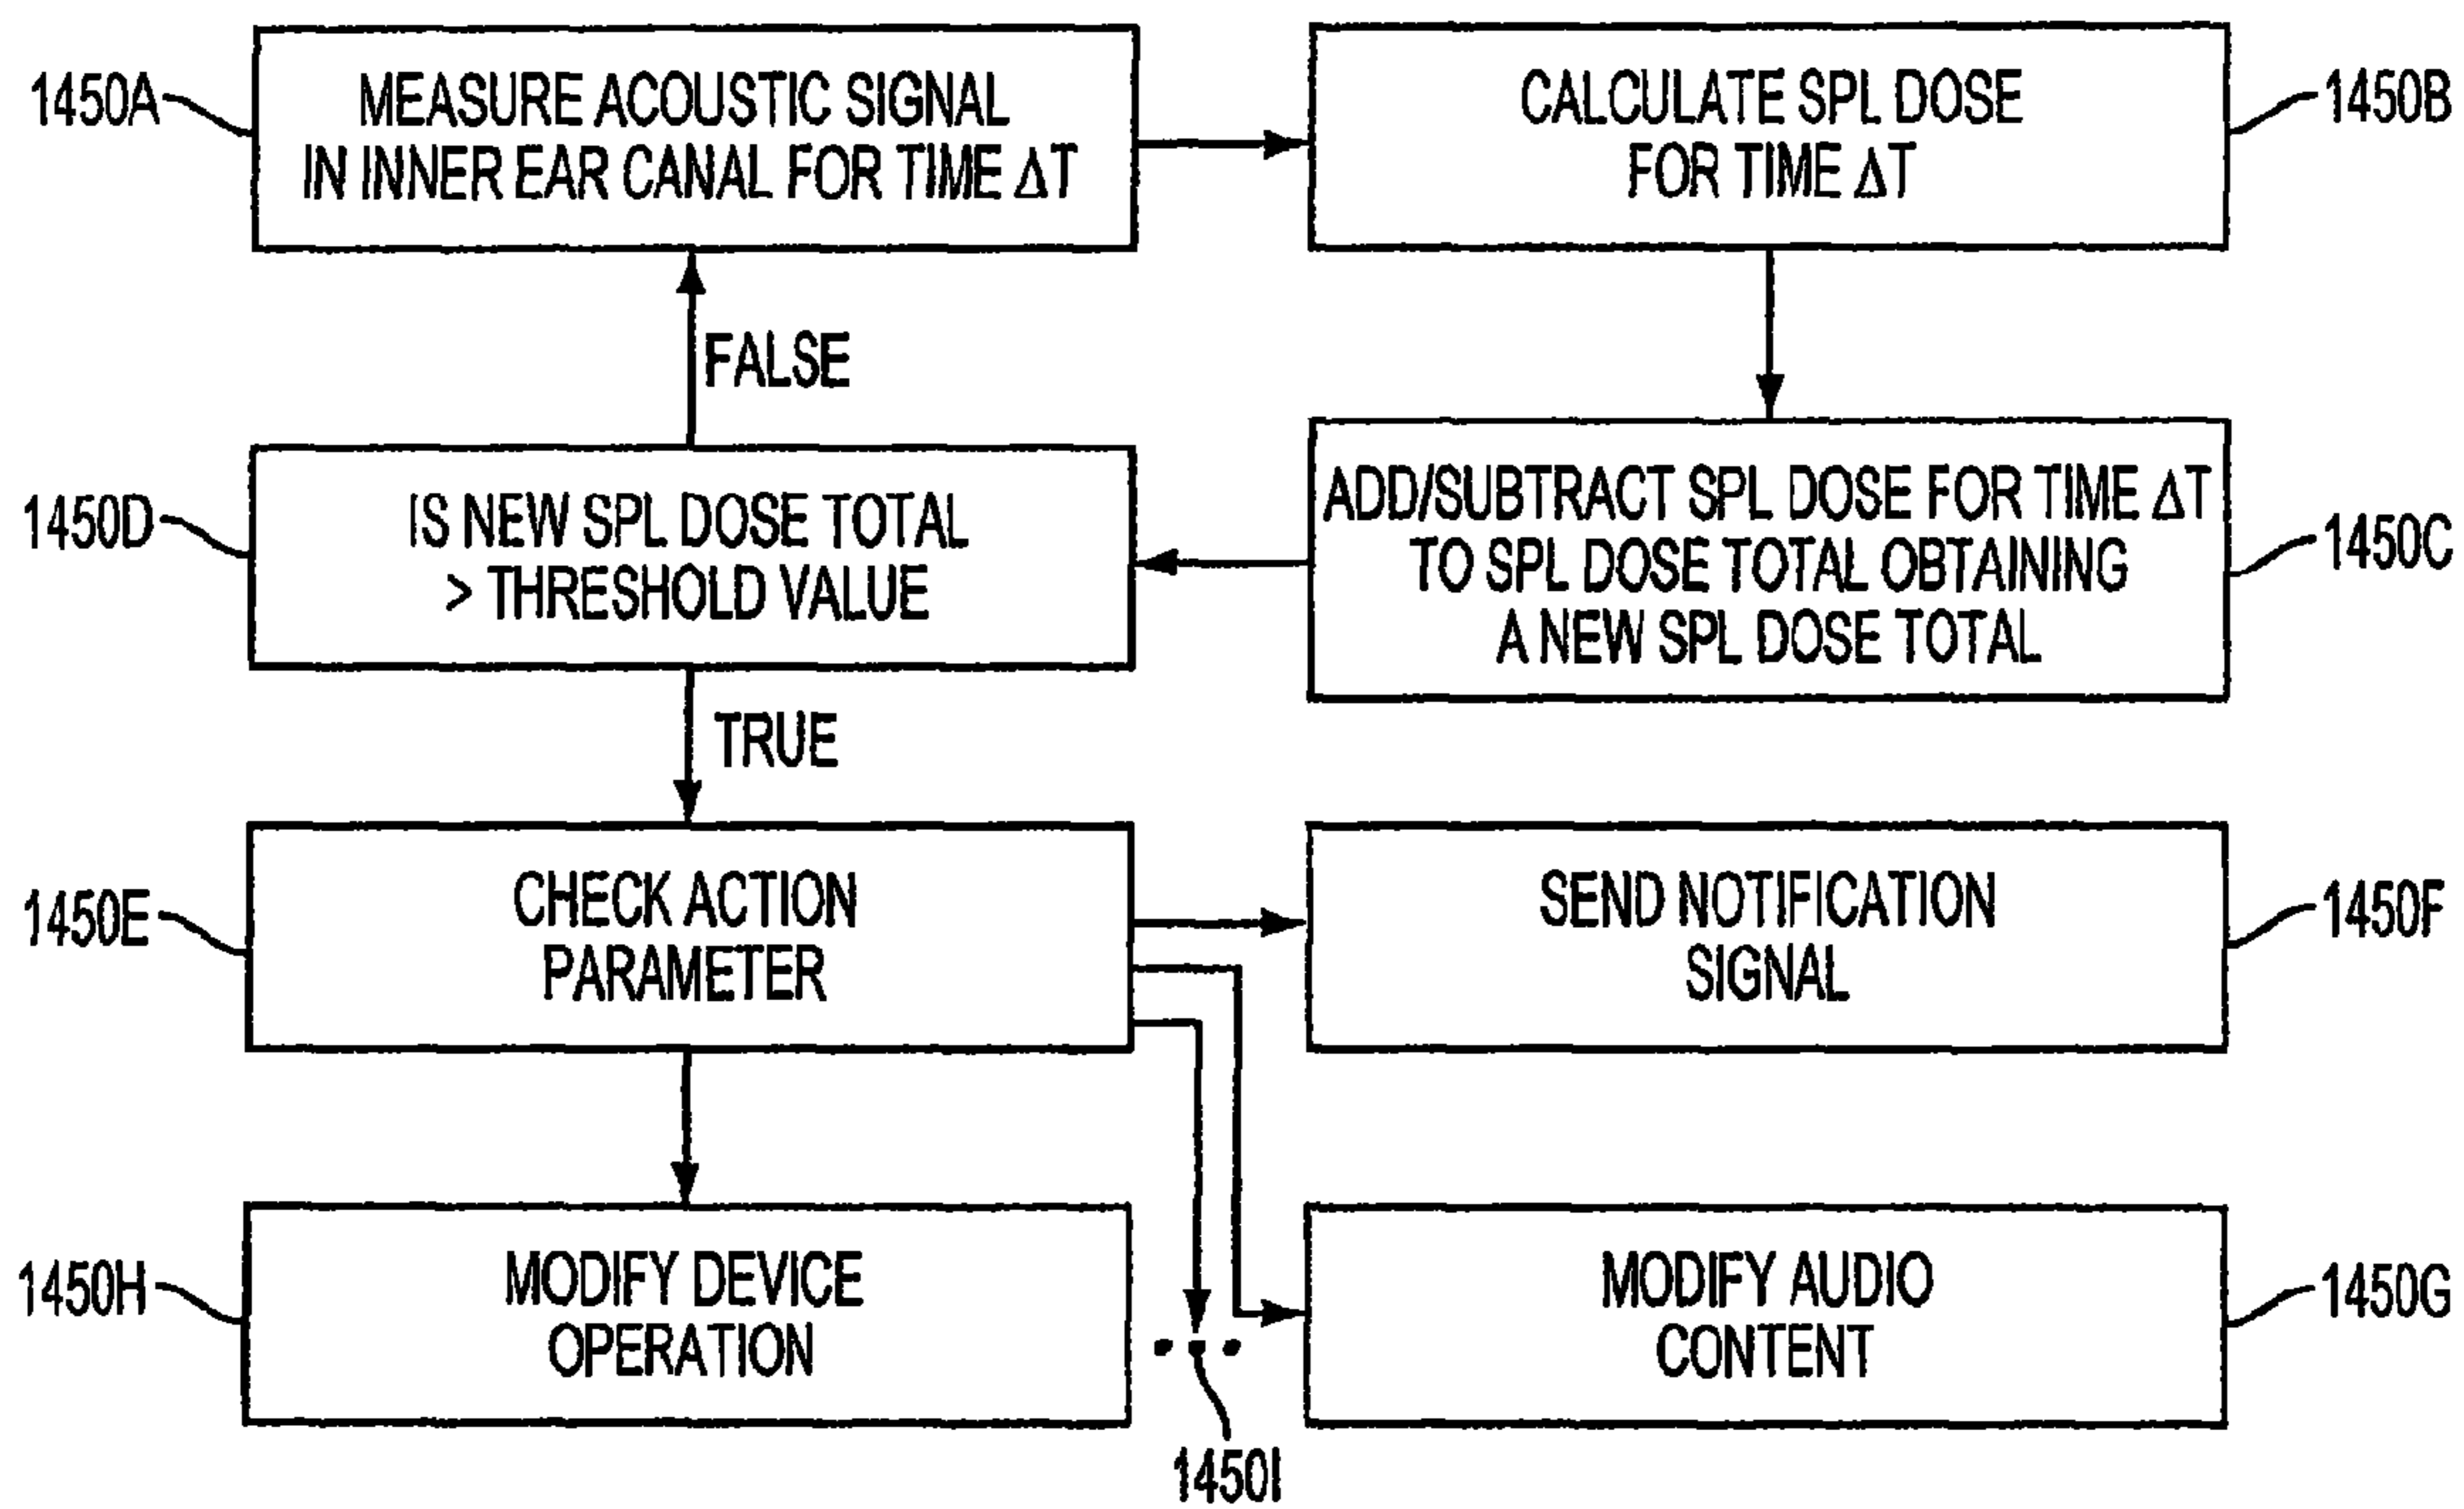 1450A
MEASURE ACOUSTIC SIGNAL
IN INNER EAR CANAL FOR TIME ΔT
CALCULATE SPL DOSE
FOR TIME ΔT
1450B
FALSE
1450D
IS NEW SPL DOSE TOTAL
> THRESHOLD VALUE
ADD/SUBTRACT SPL DOSE FOR TIME ΔT
TO SPL DOSE TOTAL OBTAINING
A NEW SPL DOSE TOTAL
1450C
TRUE
1450E
CHECK ACTION
PARAMETER
SEND NOTIFICATION
SIGNAL
1450F
1450H
MODIFY DEVICE
OPERATION
MODIFY AUDIO
CONTENT
1450G
1450I